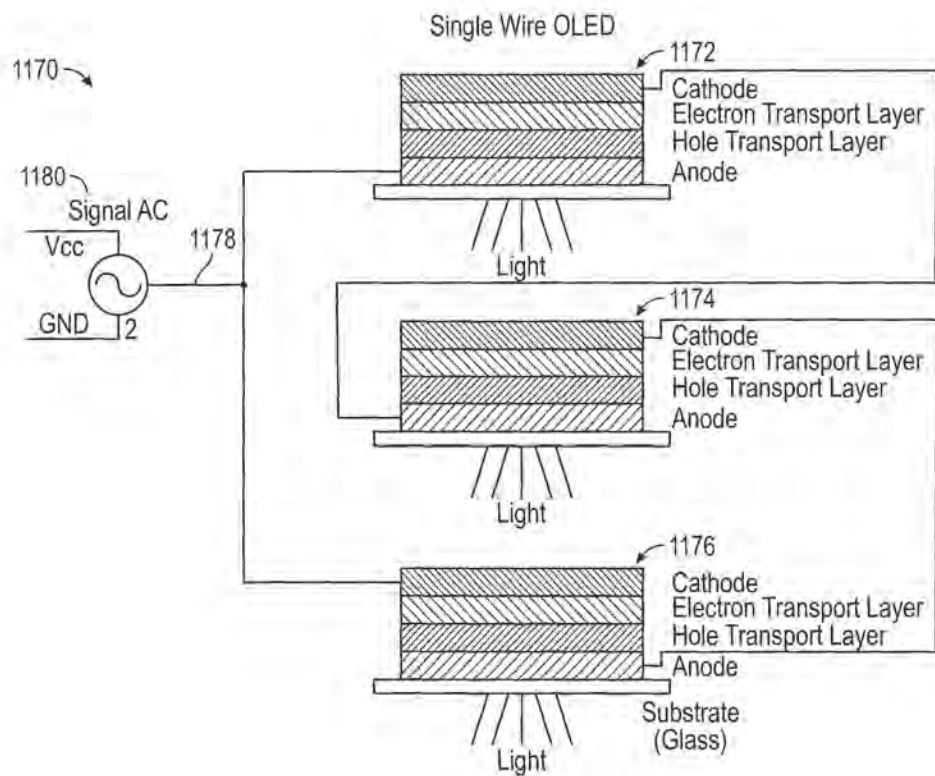 Single Wire OLED
1170
1172
Cathode
Electron Transport Layer
Hole Transport Layer
Anode
1180
Signal AC
Vcc
1178
Light
GND
2
1174
Cathode
Electron Transport Layer
Hole Transport Layer
Anode
Light
1176
Cathode
Electron Transport Layer
Hole Transport Layer
Anode
Substrate
(Glass)
Light